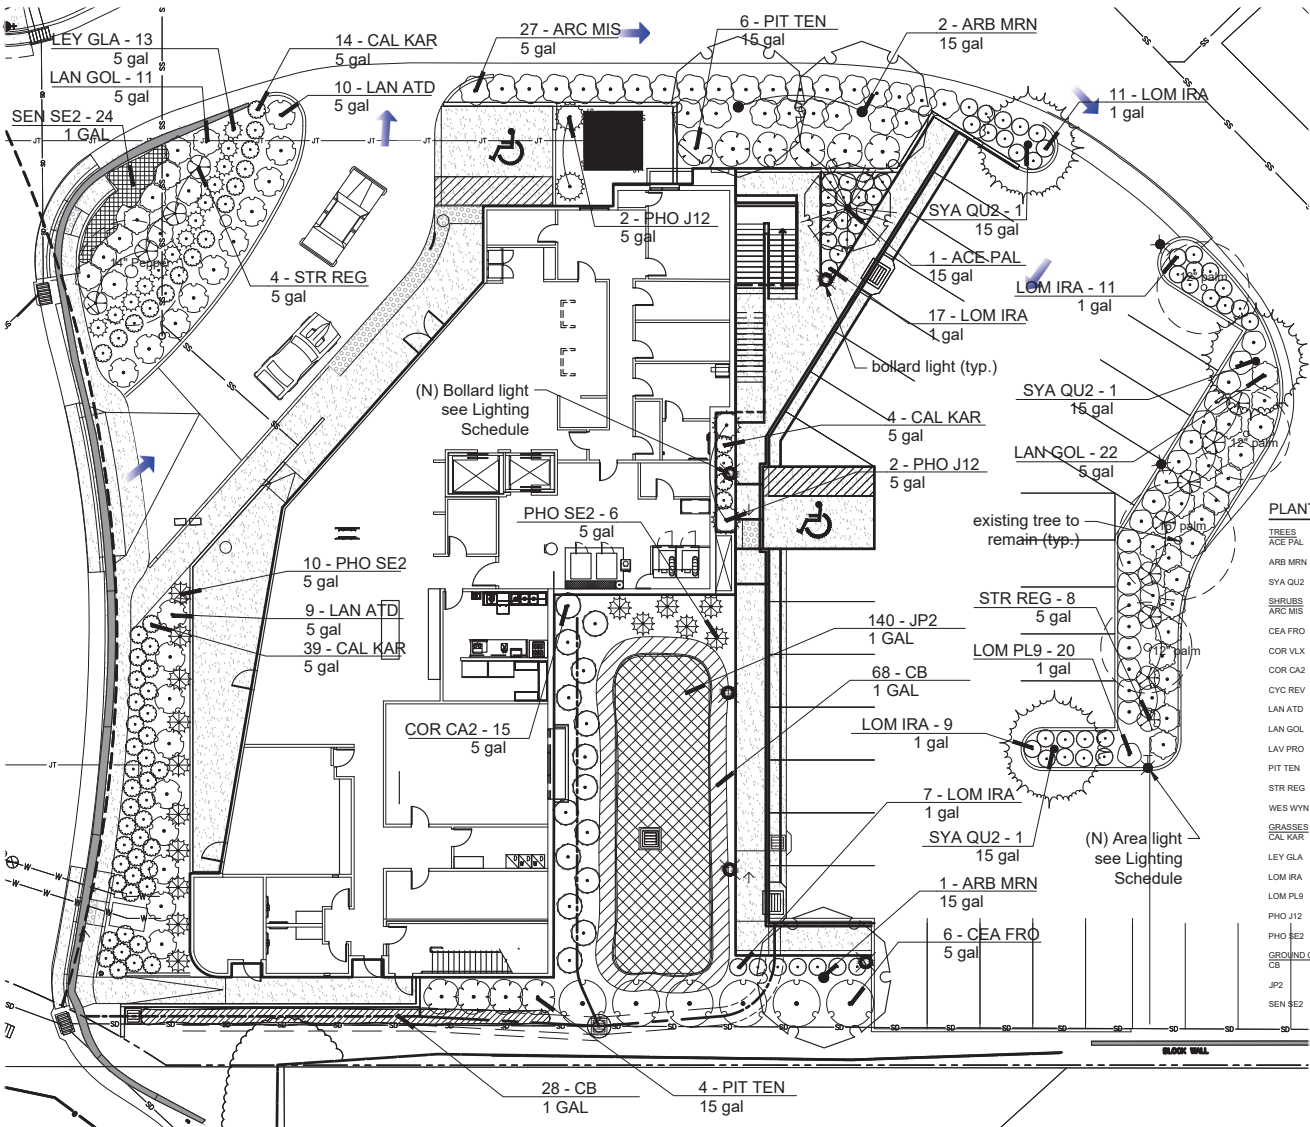 LEY GLA - 13
5 gal
LAN GOL - 11
5 gal
SEN SE2 - 24
1 GAL
14 - CAL KAR
5 gal
10 - LAN ATD
5 gal
27 - ARC MIS
5 gal
6 - PIT TEN
15 gal
2 - ARB MRN
15 gal
11 - LOM IRA
1 gal
SYA QU2 - 1
15 gal
2 - PHO J12
5 gal
4 - STR REG
5 gal
1 - ACE PAL
15 gal
LOM IRA - 11
1 gal
17 - LOM IRA
1 gal
bollard light (typ.)
(N) Bollard light
see Lighting
Schedule
SYA QU2 - 1
15 gal
4 - CAL KAR
5 gal
12" palm
LAN GOL - 22
5 gal
2 - PHO J12
5 gal
PHO SE2 - 6
5 gal
existing tree to
remain (typ.)
10 - PHO SE2
5 gal
9 - LAN ATD
5 gal
39 - CAL KAR
5 gal
STR REG - 8
5 gal
140 - JP2
1 GAL
LOM PL9 - 20
1 gal
12" palm
68 - CB
1 GAL
COR CA2 - 15
5 gal
LOM IRA - 9
1 gal
7 - LOM IRA
1 gal
SYA QU2 - 1
15 gal
(N) Area light
see Lighting
Schedule
1 - ARB MRN
15 gal
6 - CEA FRO
5 gal
28 - CB
1 GAL
4 - PIT TEN
15 gal
BLOCK WALL
PLANT
TREES
ACE PAL
ARB MRN
SYA QU2
SHRUBS
ARC MIS
CEA FRO
COR VLX
COR CA2
CYC REV
LAN ATD
LAN GOL
LAV PRO
PIT TEN
STR REG
WES WYN
GRASSES
CAL KAR
LEY GLA
LOM IRA
LOM PL9
PHO J12
PHO SE2
GROUND C
CB
JP2
SEN SE2